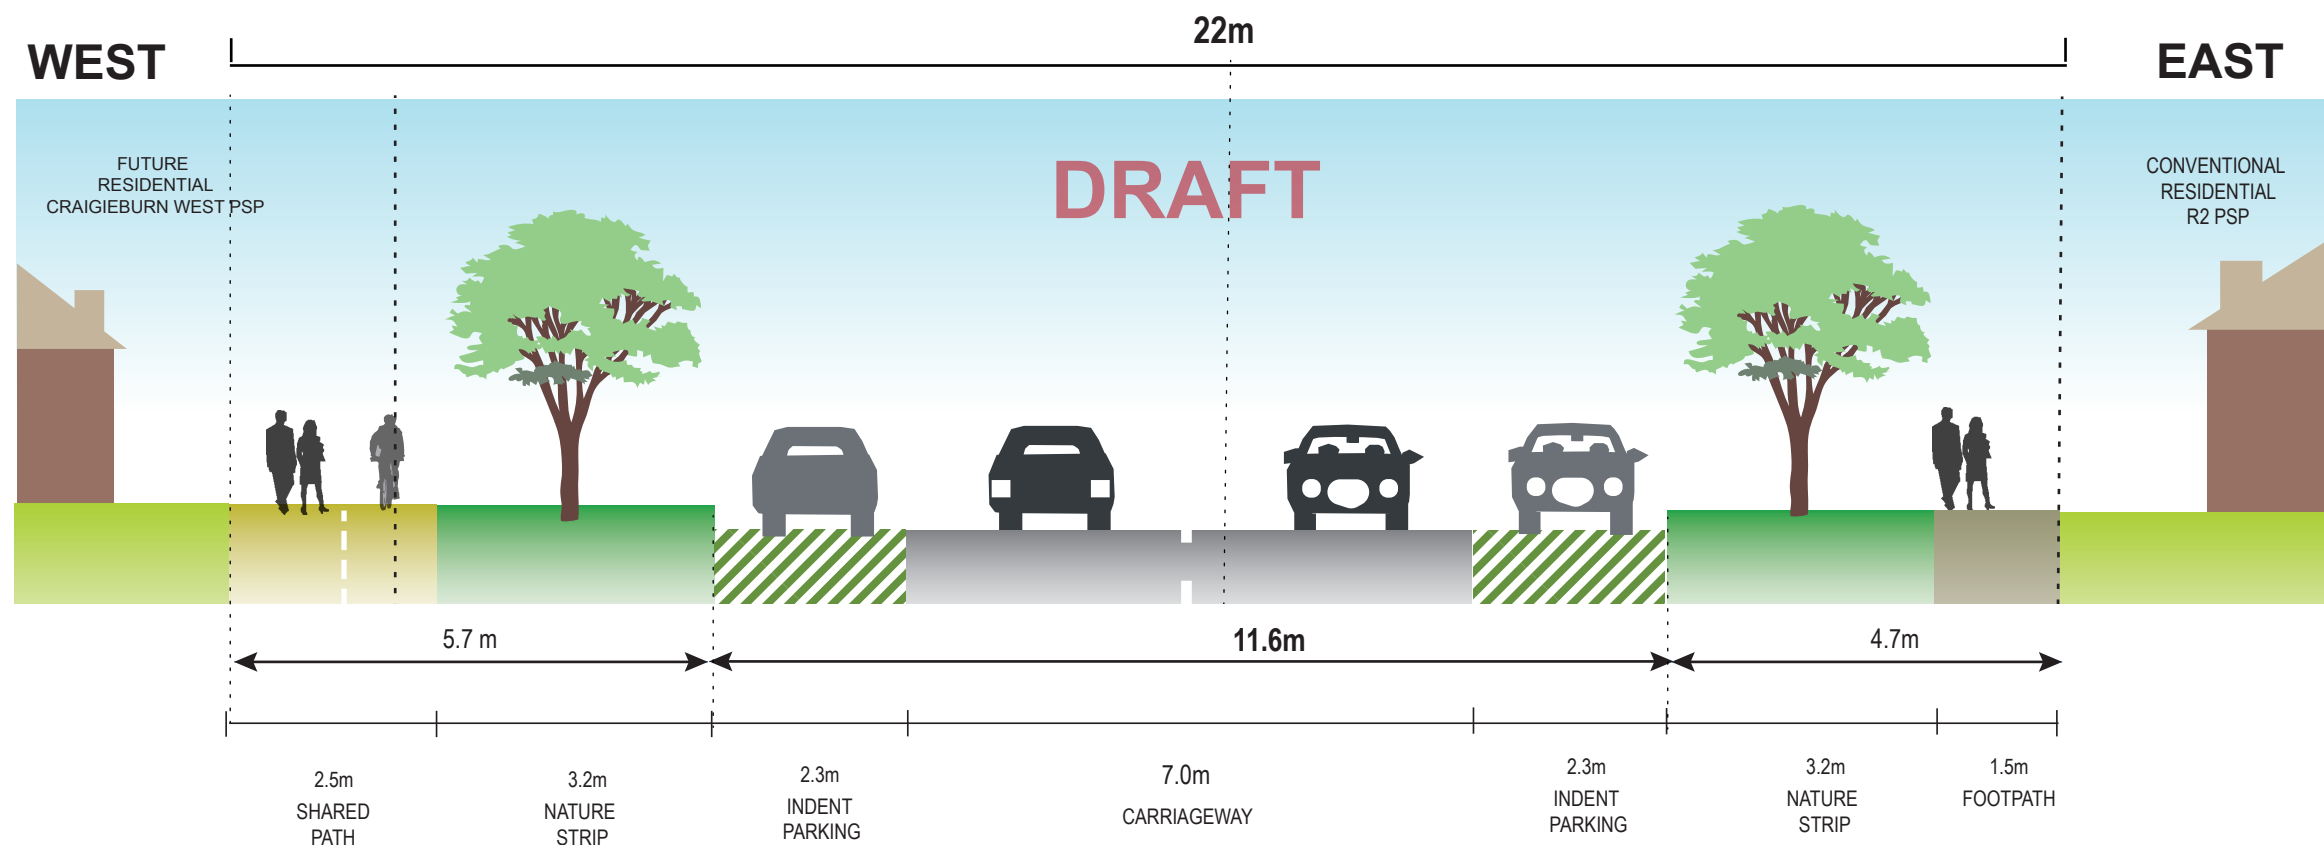 22m
WEST
EAST
DRAFT
FUTURE
RESIDENTIAL
CRAIGIEBURN WEST PSP
CONVENTIONAL
RESIDENTIAL
R2 PSP
5.7 m
11.6m
4.7m
2.5m
SHARED
PATH
3.2m
NATURE
STRIP
2.3m
INDENT
PARKING
7.0m
CARRIAGEWAY
2.3m
INDENT
PARKING
3.2m
NATURE
STRIP
1.5m
FOOTPATH